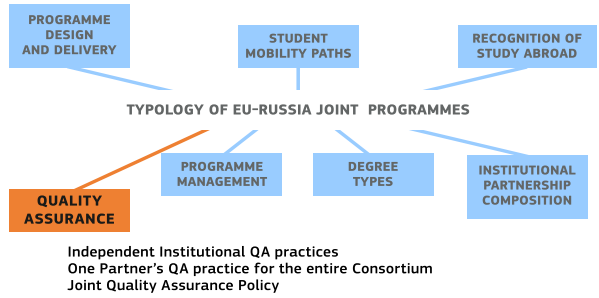 PROGRAMME
DESIGN
AND DELIVERY
STUDENT
MOBILITY PATHS
RECOGNITION OF
STUDY ABROAD
TYPOLOGY OF EU-RUSSIA JOINT PROGRAMMES
PROGRAMME
MANAGEMENT
DEGREE
TYPES
INSTITUTIONAL
PARTNERSHIP
COMPOSITION
QUALITY
ASSURANCE
Independent Institutional QA practices
One Partner's QA practice for the entire Consortium
Joint Quality Assurance Policy